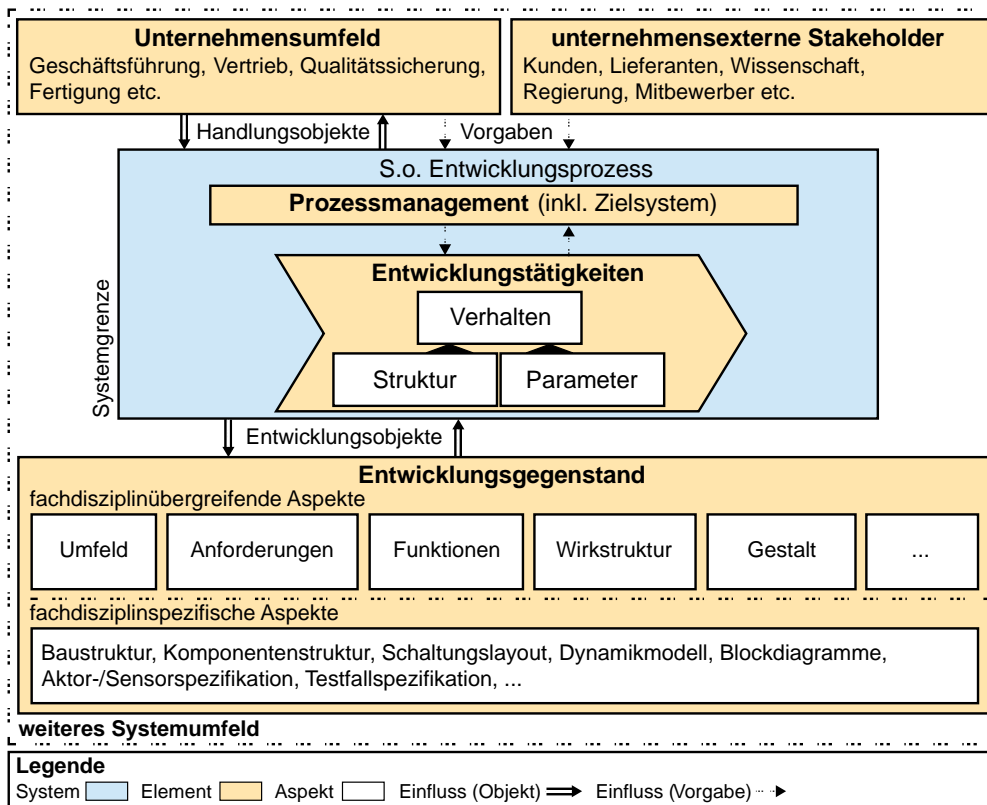 Unternehmensumfeld
Geschäftsführung, Vertrieb, Qualitätssicherung,
Fertigung etc.
unternehmensexterne Stakeholder
Kunden, Lieferanten, Wissenschaft,
Regierung, Mitbewerber etc.
Handlungsobjekte
Vorgaben
S.o. Entwicklungsprozess
Prozessmanagement (inkl. Zielsystem)
Entwicklungstätigkeiten
Verhalten
Struktur
Parameter
Systemgrenze
Entwicklungsobjekte
Entwicklungsgegenstand
fachdisziplinübergreifende Aspekte
Umfeld
Anforderungen
Funktionen
Wirkstruktur
Gestalt
...
fachdisziplinspezifische Aspekte
Baustruktur, Komponentenstruktur, Schaltungslayout, Dynamikmodell, Blockdiagramme,
Aktor-/Sensorspezifikation, Testfallspezifikation, ...
weiteres Systemumfeld
Legende
System Element Aspekt Einfluss (Objekt) Einfluss (Vorgabe)